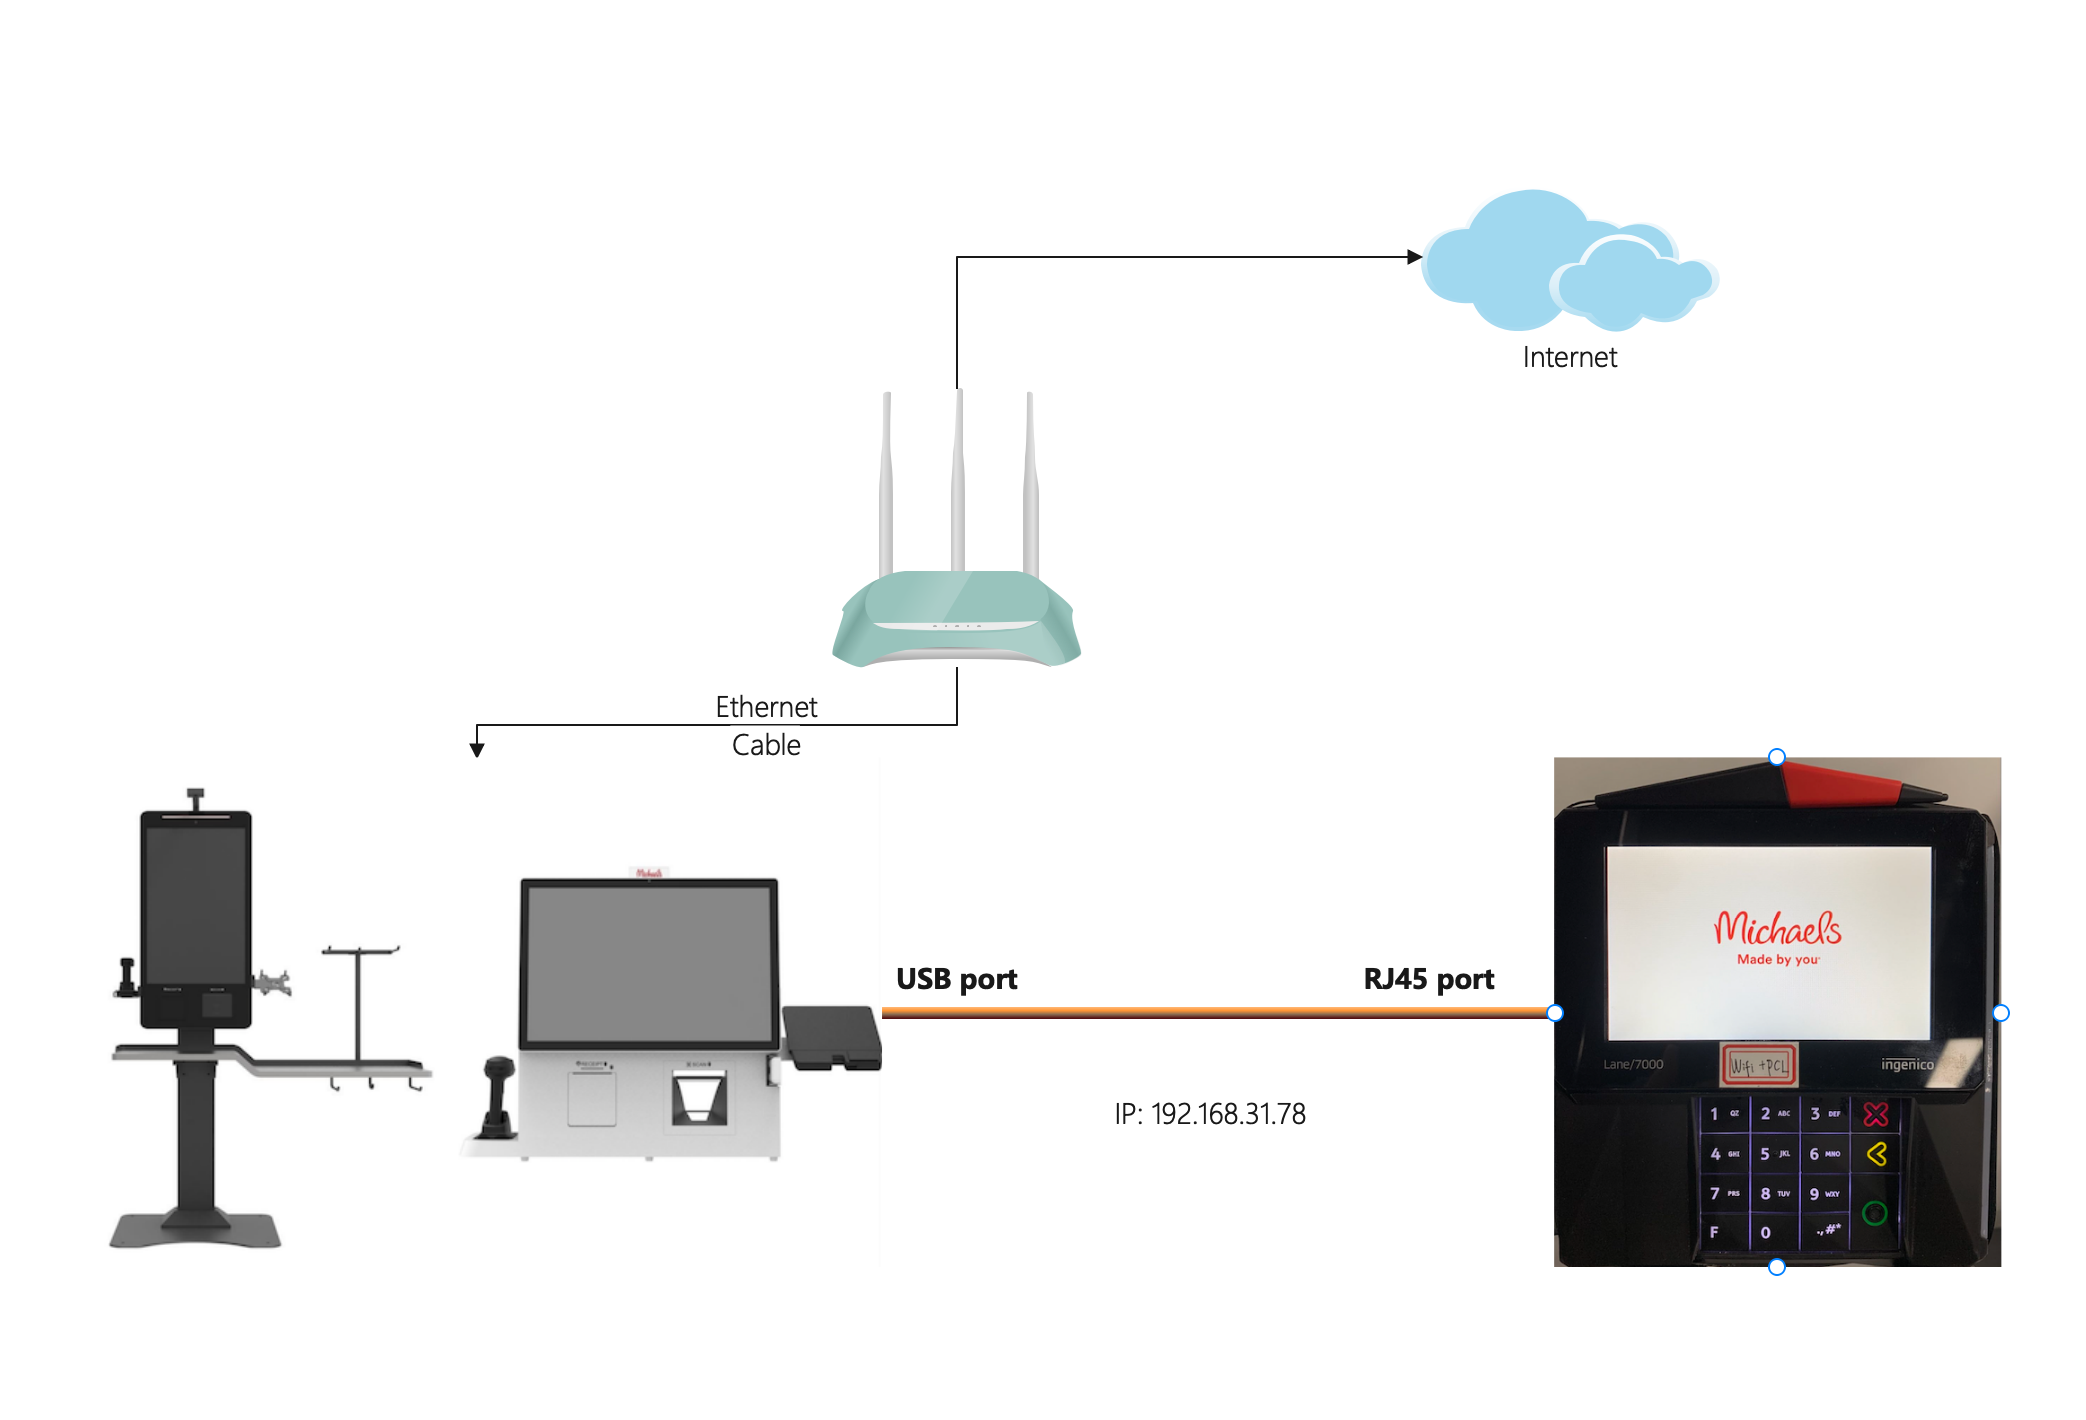 Internet
Ethernet
Cable
Michaels
USB port
RJ45 port
IP: 192.168.31.78
Michaels
Made by you
Lane/7000
Wifi +PCL
ingenico
1 QZ 2 ABC 3 DEF
4 GHI 5 JKL 6 MNO
7 PRS 8 TUV 9 WXY
F 0 .,#*